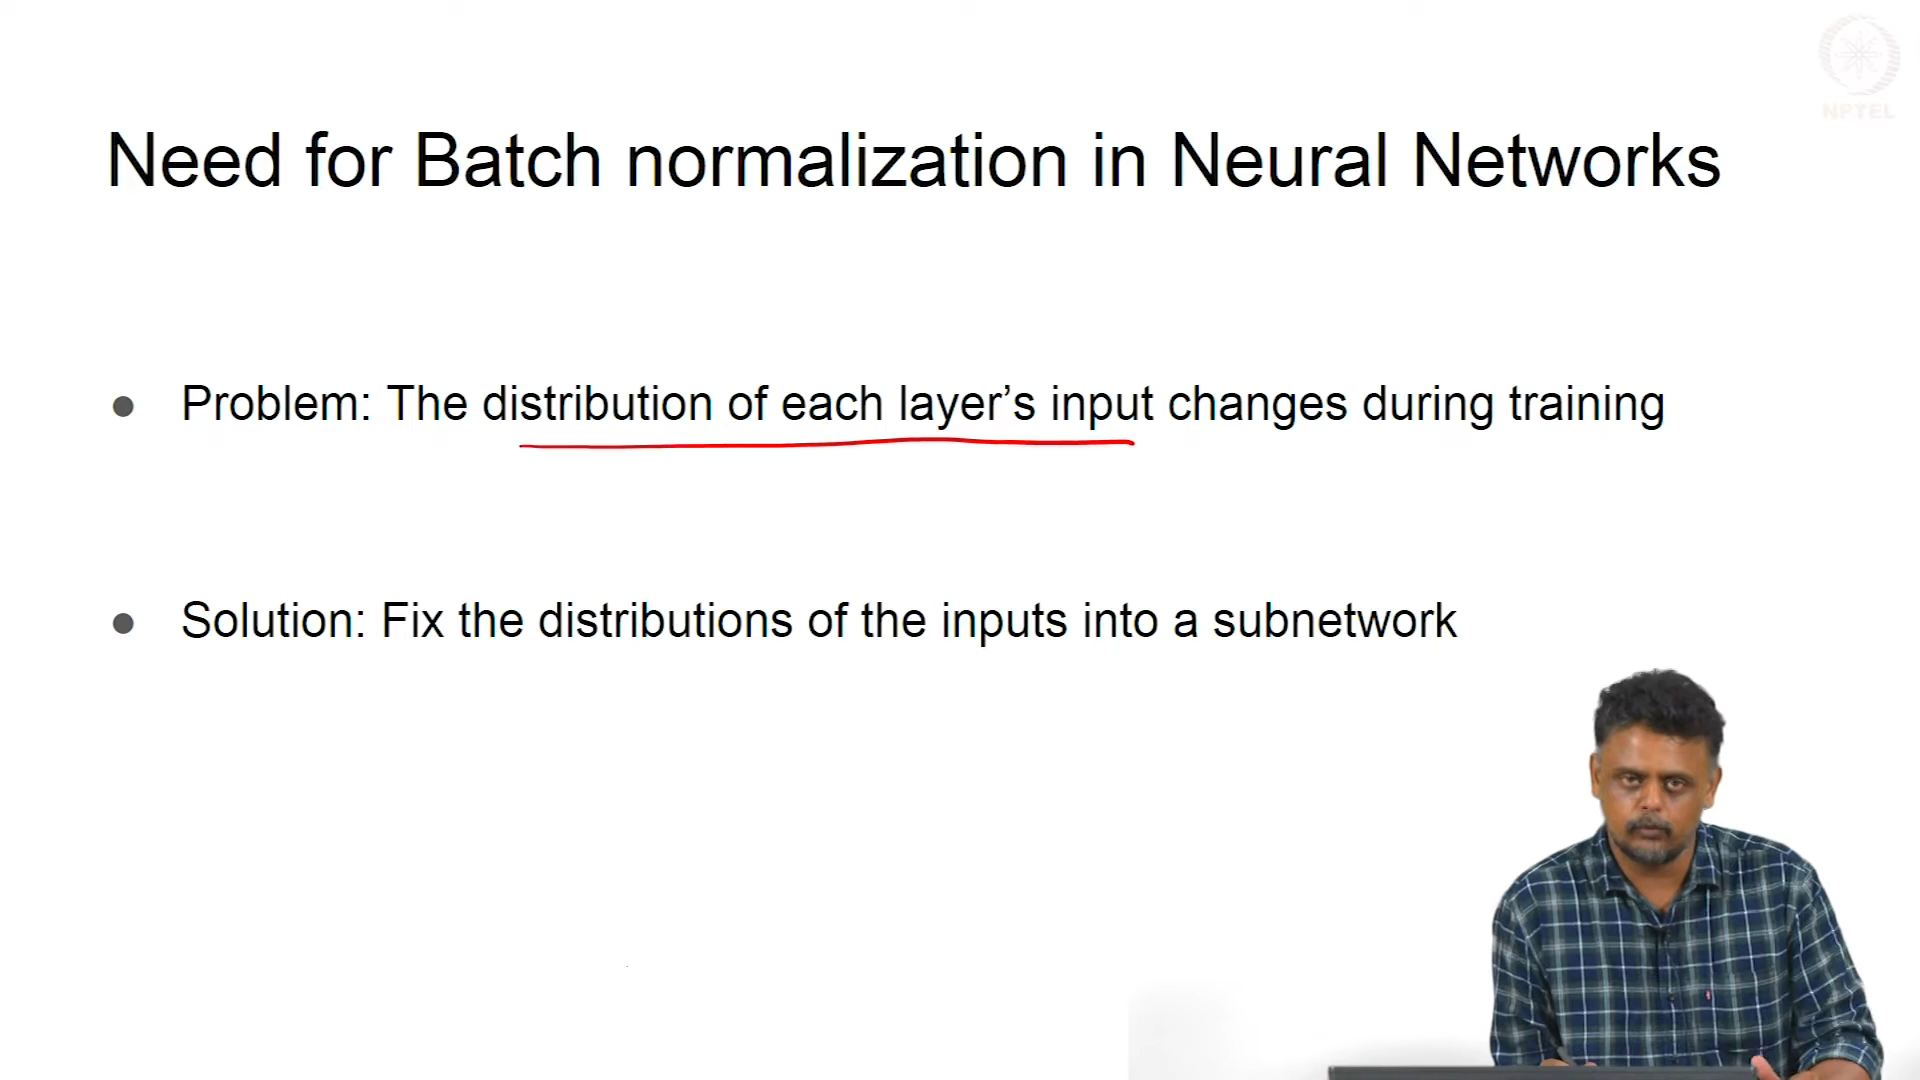 NPTEL
Need for Batch normalization in Neural Networks
● Problem: The distribution of each layer’s input changes during training
● Solution: Fix the distributions of the inputs into a subnetwork